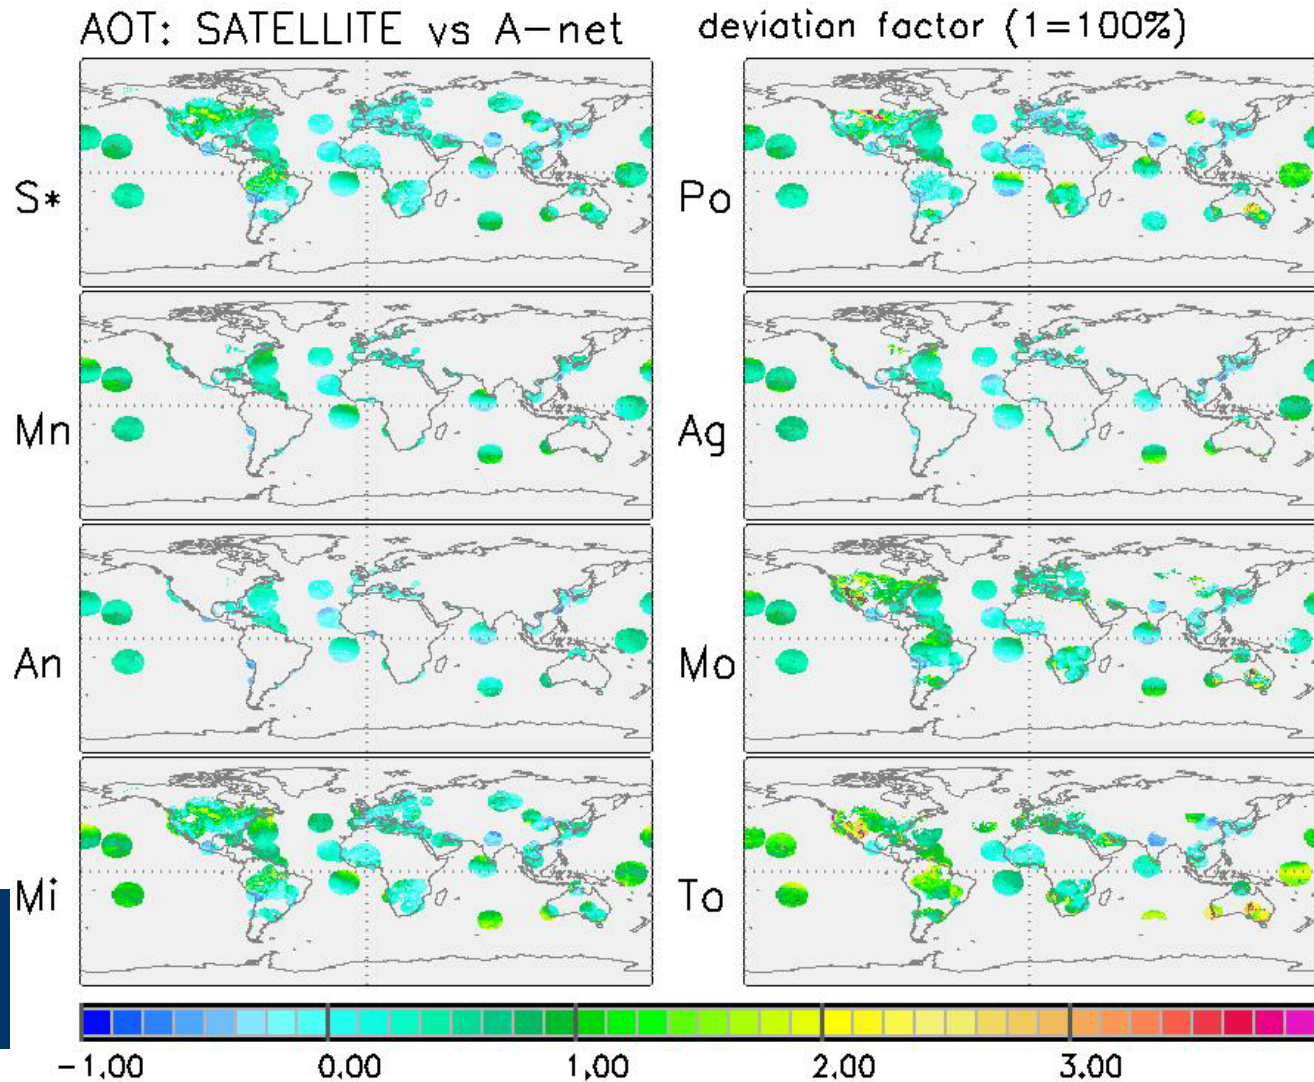 AOT: SATELLITE vs A-net deviation factor (1=100%)
S* Po
Mn Ag
An Mo
Mi To
-1,00 0,00 1,00 2,00 3,00